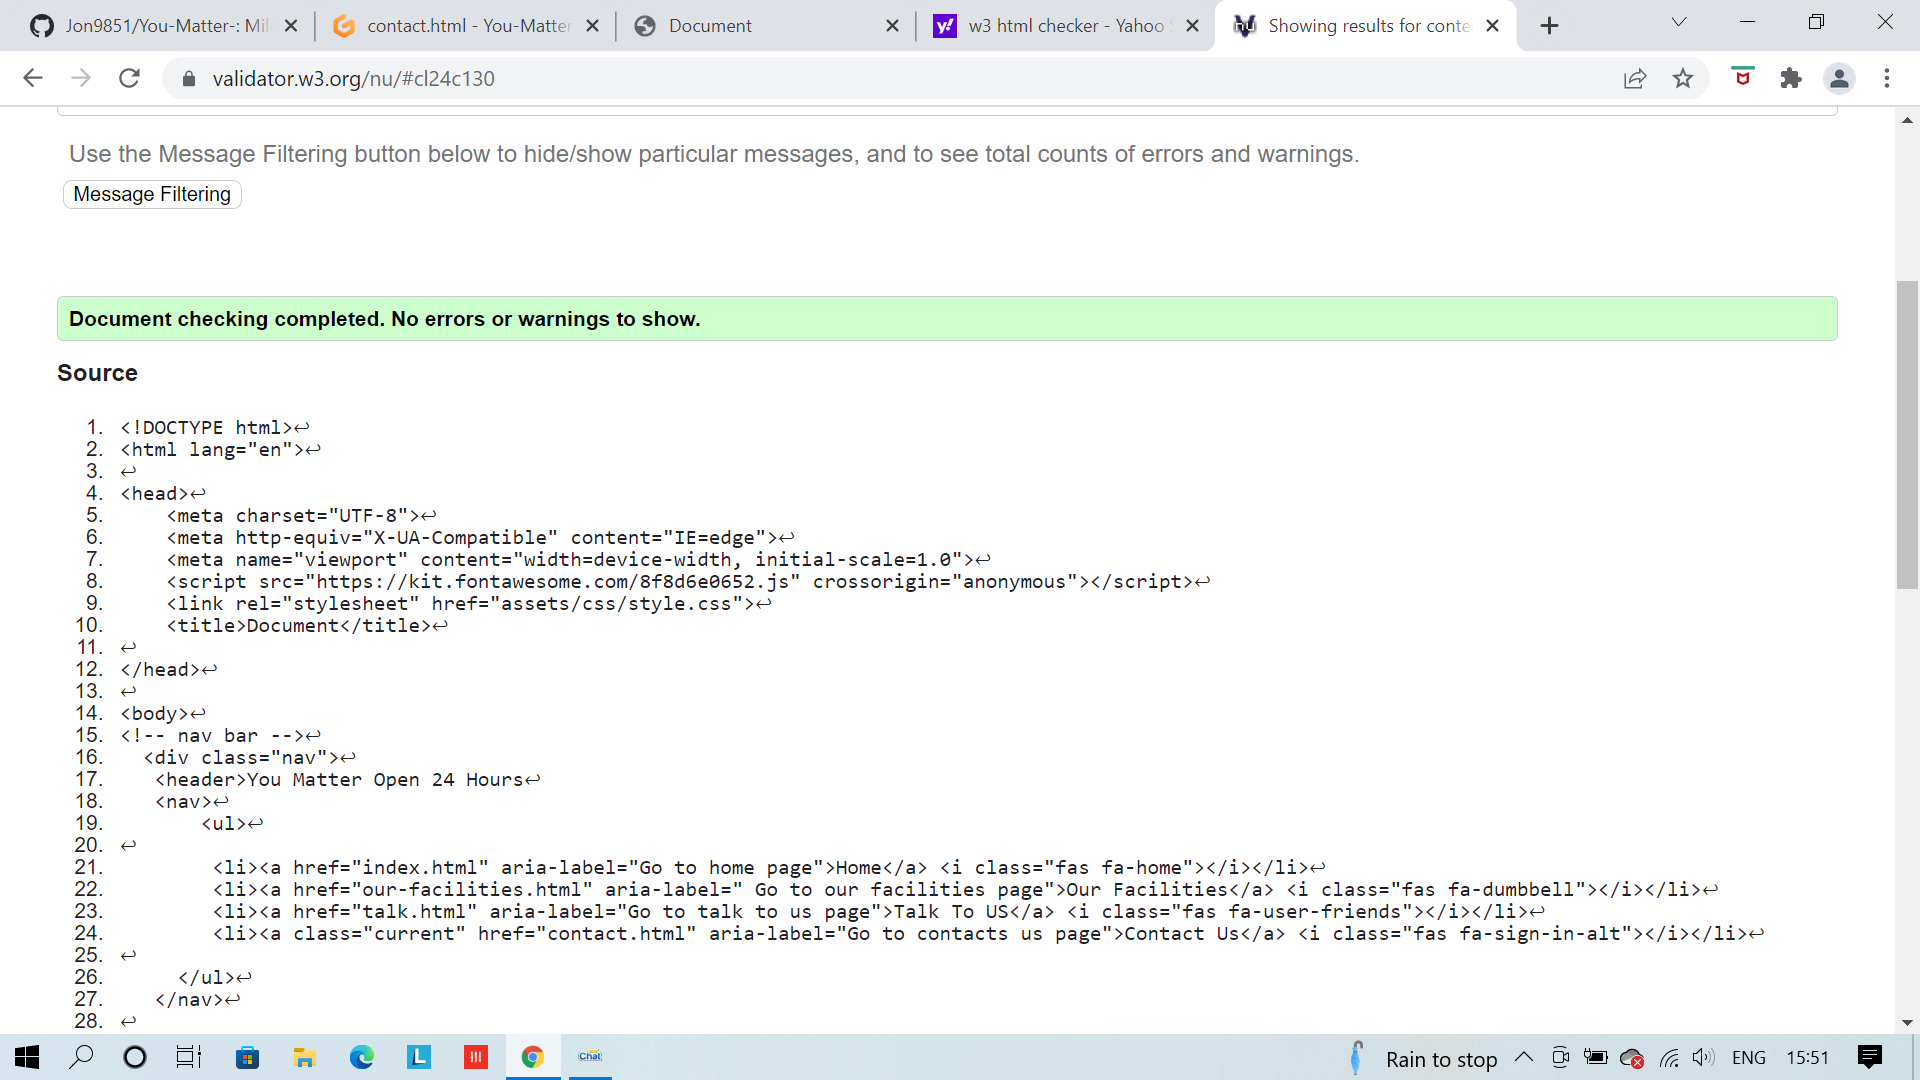 Jon9851/You-Matter-: Mil
contact.html - You-Matter
Document
w3 html checker - Yahoo S
Showing results for conte
validator.w3.org/nu/#cl24c130
Use the Message Filtering button below to hide/show particular messages, and to see total counts of errors and warnings.
Message Filtering
Document checking completed. No errors or warnings to show.
Source
1. <!DOCTYPE html>↩
2. <html lang="en">↩
3. ↩
4. <head>↩
5. <meta charset="UTF-8">↩
6. <meta http-equiv="X-UA-Compatible" content="IE=edge">↩
7. <meta name="viewport" content="width=device-width, initial-scale=1.0">↩
8. <script src="https://kit.fontawesome.com/8f8d6e0652.js" crossorigin="anonymous"></script>↩
9. <link rel="stylesheet" href="assets/css/style.css">↩
10. <title>Document</title>↩
11. ↩
12. </head>↩
13. ↩
14. <body>↩
15. <!-- nav bar -->↩
16. <div class="nav">↩
17. <header>You Matter Open 24 Hours↩
18. <nav>↩
19. <ul>↩
20. ↩
21. <li><a href="index.html" aria-label="Go to home page">Home</a> <i class="fas fa-home"></i></li>↩
22. <li><a href="our-facilities.html" aria-label=" Go to our facilities page">Our Facilities</a> <i class="fas fa-dumbbell"></i></li>↩
23. <li><a href="talk.html" aria-label="Go to talk to us page">Talk To US</a> <i class="fas fa-user-friends"></i></li>↩
24. <li><a class="current" href="contact.html" aria-label="Go to contacts us page">Contact Us</a> <i class="fas fa-sign-in-alt"></i></li>↩
25. ↩
26. </ul>↩
27. </nav>↩
28. ↩
L
Chat
Rain to stop
ENG
15:51